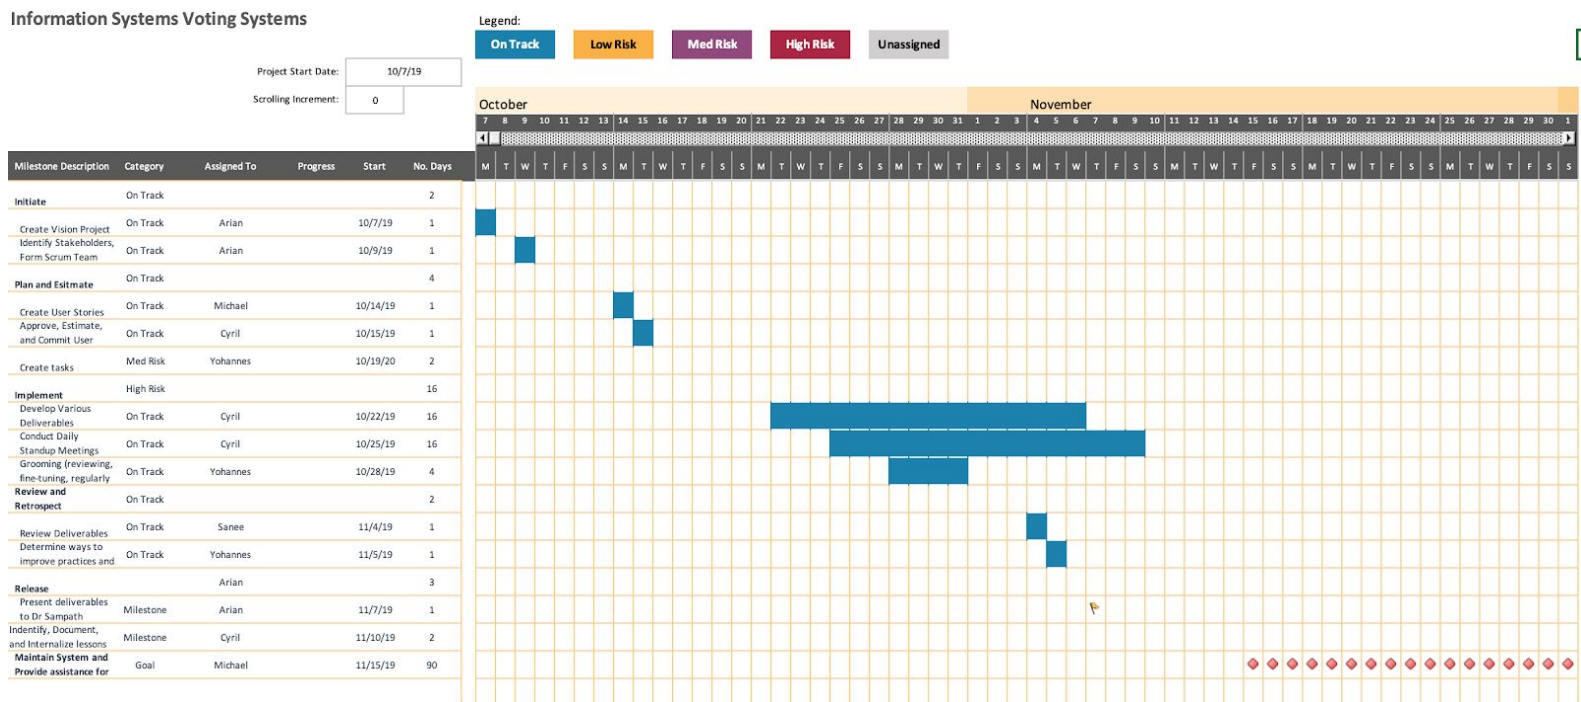 Information Systems Voting Systems
Legend:
On Track Low Risk Med Risk High Risk Unassigned
Project Start Date: 10/7/19
Scrolling Increment: 0
October November
7 8 9 10 11 12 13 14 15 16 17 18 19 20 21 22 23 24 25 26 27 28 29 30 31 1 2 3 4 5 6 7 8 9 10 11 12 13 14 15 16 17 18 19 20 21 22 23 24 25 26 27 28 29 30 1
Milestone Description Category Assigned To Progress Start No. Days M T W T F S S M T W T F S S M T W T F S S M T W T F S S M T W T F S S M T W T F S S M T W T F S S M T W T F S S
Initiate On Track 2
Create Vision Project On Track Arian 10/7/19 1
Identify Stakeholders,
Form Scrum Team On Track Arian 10/9/19 1
Plan and Esitmate On Track 4
Create User Stories On Track Michael 10/14/19 1
Approve, Estimate,
and Commit User On Track Cyril 10/15/19 1
Create tasks Med Risk Yohannes 10/19/20 2
Implement High Risk 16
Develop Various
Deliverables On Track Cyril 10/22/19 16
Conduct Daily
Standup Meetings On Track Cyril 10/25/19 16
Grooming (reviewing,
fine-tuning, regularly On Track Yohannes 10/28/19 4
Review and
Retrospect On Track 2
Review Deliverables On Track Sanee 11/4/19 1
Determine ways to
improve practices and On Track Yohannes 11/5/19 1
Release Arian 3
Present deliverables
to Dr Sampath Milestone Arian 11/7/19 1
Indentify, Document,
and Internalize lessons Milestone Cyril 11/10/19 2
Maintain System and
Provide assistance for Goal Michael 11/15/19 90